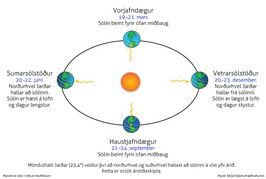 Vorjafndægur
19.-21. mars
Sólin beint fyrir ofan miðbaug
Sumarsólstöður
20.-22. júní.
Norðurhvel Jarðar
hallar að sólinni.
Sólin er hæst á lofti
og dagur lengstur.
Vetrarsólstöður
20.-23. desember.
Norðurhvel Jarðar
hallar frá sólinni.
Sólin er lægst á lofti
og dagur stystur.
Haustjafndægur
21.-24. september
Sólin beint fyrir ofan miðbaug
Möndulhalli Jarðar (23,4°) veldur því að norðurhvel og suðurhvel hallast að sólinni á víxl yfir árið.
Þetta er orsök árstíðaskipta.